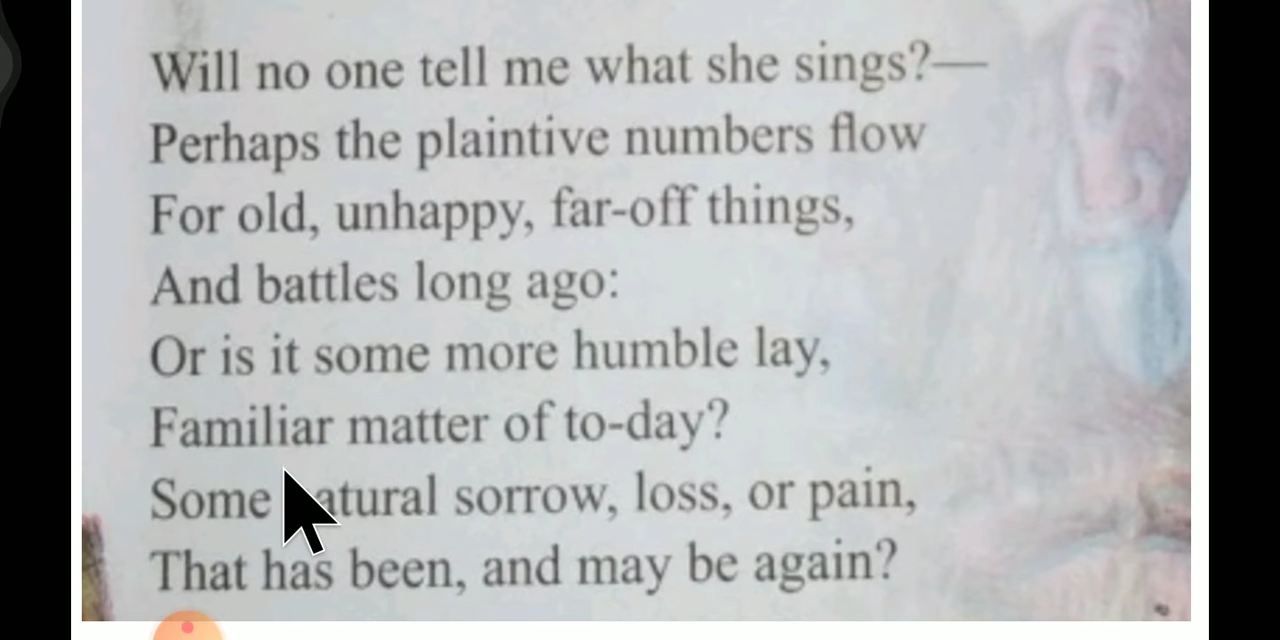 Will no one tell me what she sings?—
Perhaps the plaintive numbers flow
For old, unhappy, far-off things,
And battles long ago:
Or is it some more humble lay,
Familiar matter of to-day?
Some natural sorrow, loss, or pain,
That has been, and may be again?